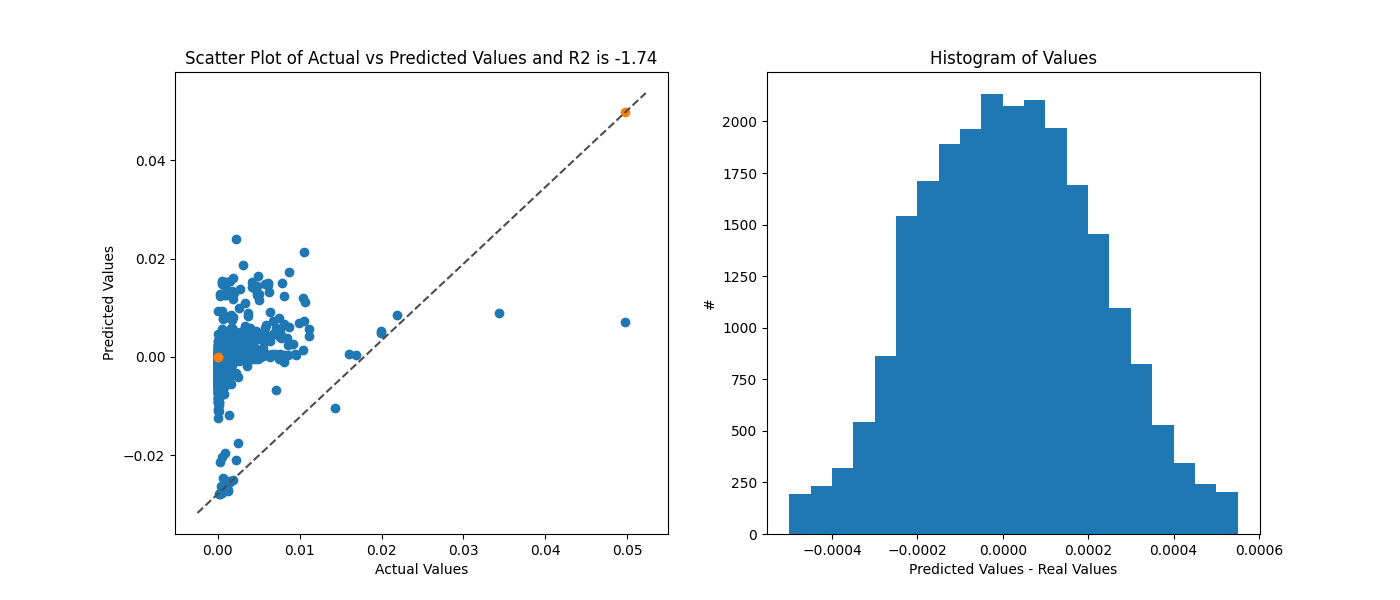 Scatter Plot of Actual vs Predicted Values and R2 is -1.74
Predicted Values
0.04
0.02
0.00
−0.02
0.00 0.01 0.02 0.03 0.04 0.05
Actual Values
Histogram of Values
#
2000
1750
1500
1250
1000
750
500
250
0
−0.0004 −0.0002 0.0000 0.0002 0.0004 0.0006
Predicted Values - Real Values